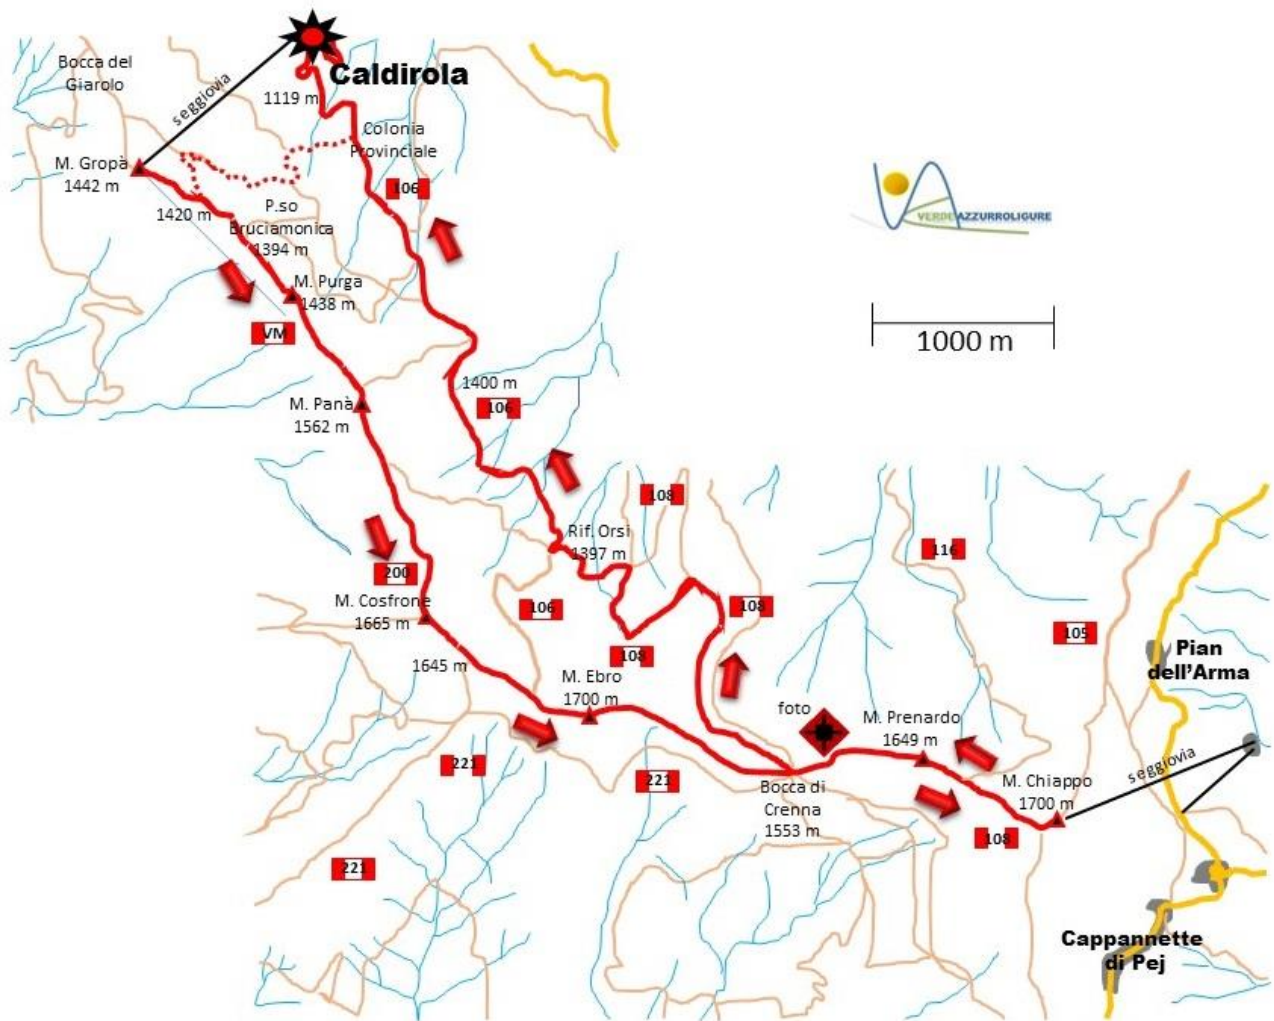 Caldirola
Bocca del
Giarolo
seggiovia
1119 m
Colonia
Provinciale
M. Gropà
1442 m
106
1420 m
P.so
Bruciamonica
1394 m
VERDEAZZURROLIGURE
M. Purga
1438 m
VM
1000 m
1400 m
106
M. Panà
1562 m
108
Rif. Orsi
1397 m
116
200
M. Cosfrone
1665 m
106
108
105
1645 m
108
Pian
dell'Arma
M. Ebro
1700 m
foto
M. Prenardo
1649 m
221
221
seggiovia
M. Chiappo
1700 m
Bocca di
Crenna
1553 m
108
221
Cappannette
di Pej